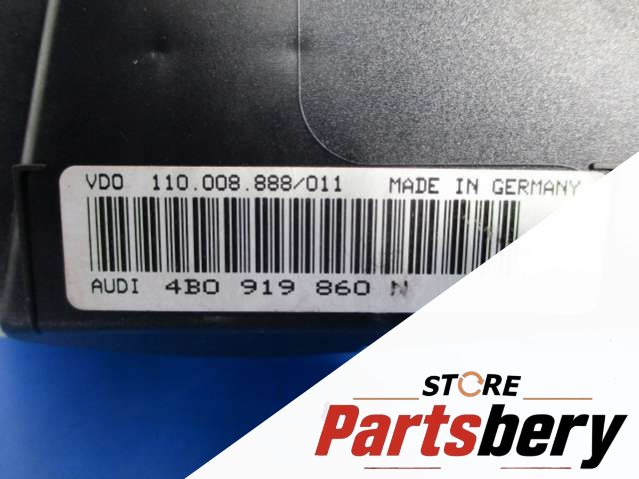 VDO 110.008.888/011 MADE IN GERMANY
AUDI 4B0 919 860 N
STORE
Partsbery